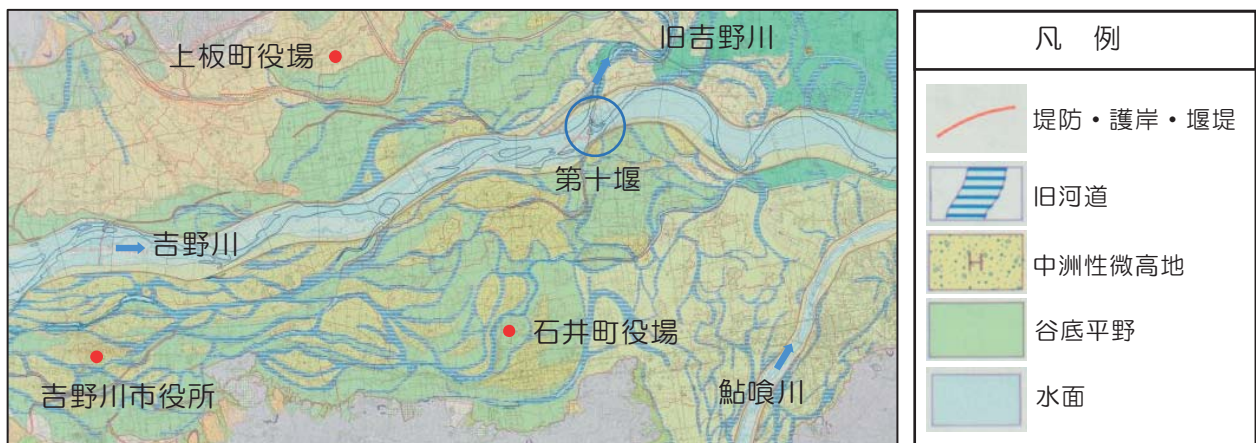 上板町役場
旧吉野川
第十堰
吉野川
石井町役場
吉野川市役所
鮎喰川
凡 例
堤防・護岸・堰堤
旧河道
H
中洲性微高地
谷底平野
水面